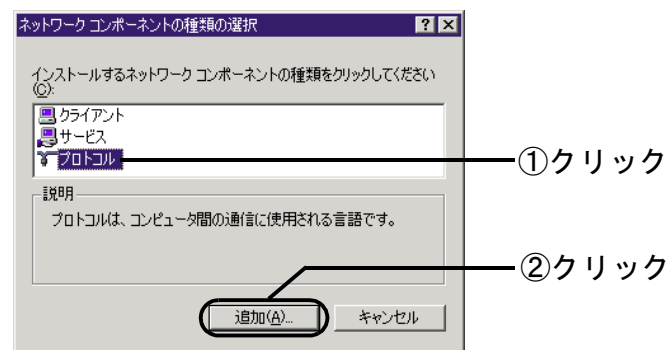 ネットワーク コンポーネントの種類の選択
インストールするネットワーク コンポーネントの種類をクリックしてください
(C):
クライアント
サービス
プロトコル
①クリック
説明
プロトコルは、コンピュータ間の通信に使用される言語です。
②クリック
追加(A)...
キャンセル